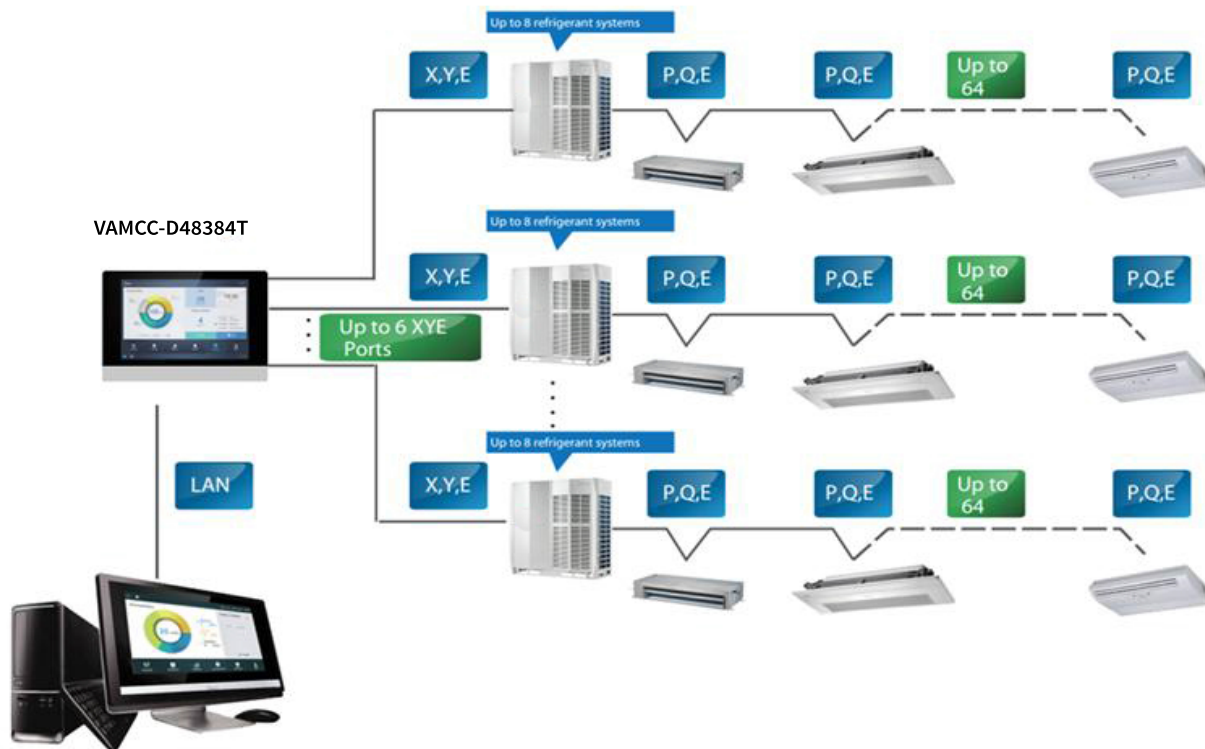 Up to 8 refrigerant systems
X,Y,E
P,Q,E
P,Q,E
Up to
64
P,Q,E
VAMCC-D48384T
Up to 8 refrigerant systems
X,Y,E
P,Q,E
P,Q,E
Up to
64
P,Q,E
Up to 6 XYE
Ports
Up to 8 refrigerant systems
LAN
X,Y,E
P,Q,E
P,Q,E
Up to
64
P,Q,E